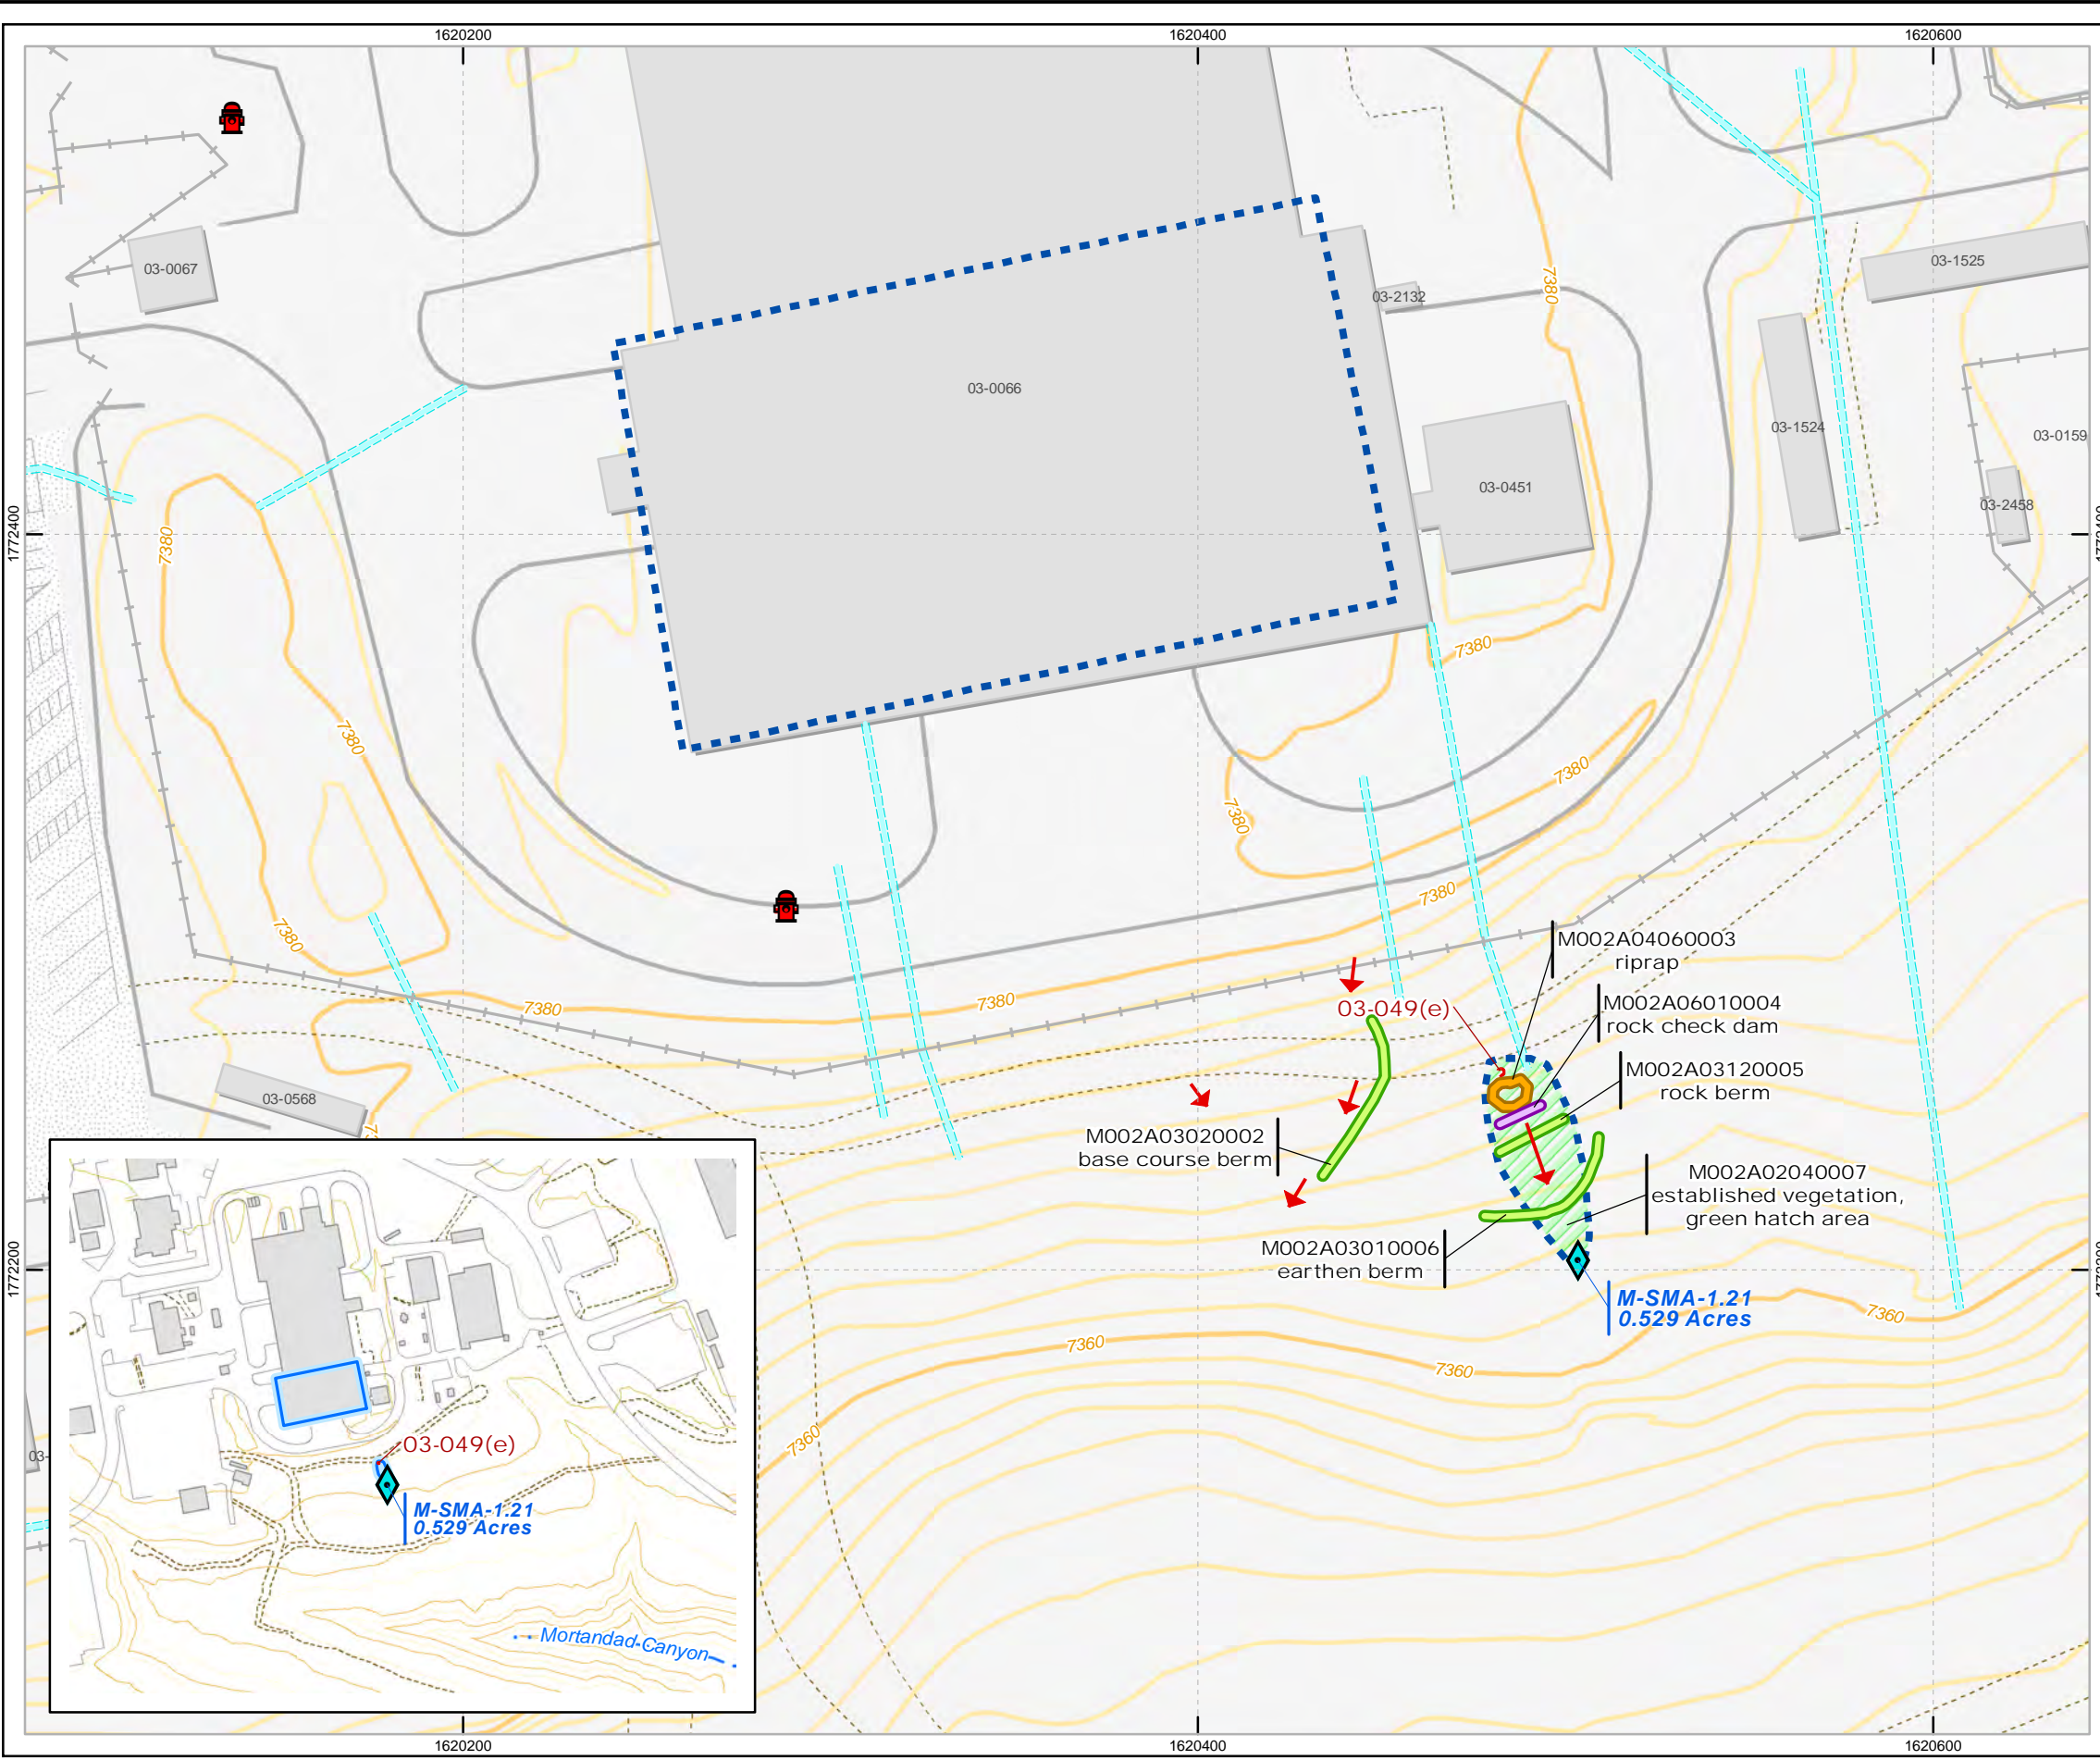 1620200
1620400
1620600
03-0067
03-2132
7380
03-1525
03-0066
03-1524
03-0159
03-0451
03-2458
1772400
7380
7380
7380
7380
7380
7380
7380
7380
7380
M002A04060003
riprap
03-049(e)
M002A06010004
rock check dam
M002A03120005
rock berm
03-0568
M002A03020002
base course berm
M002A02040007
established vegetation,
green hatch area
M002A03010006
earthen berm
1772200
M-SMA-1.21
0.529 Acres
7360
7360
7360
7360
03-049(e)
M-SMA-1.21
0.529 Acres
Mortandad Canyon
03-
1620200
1620400
1620600